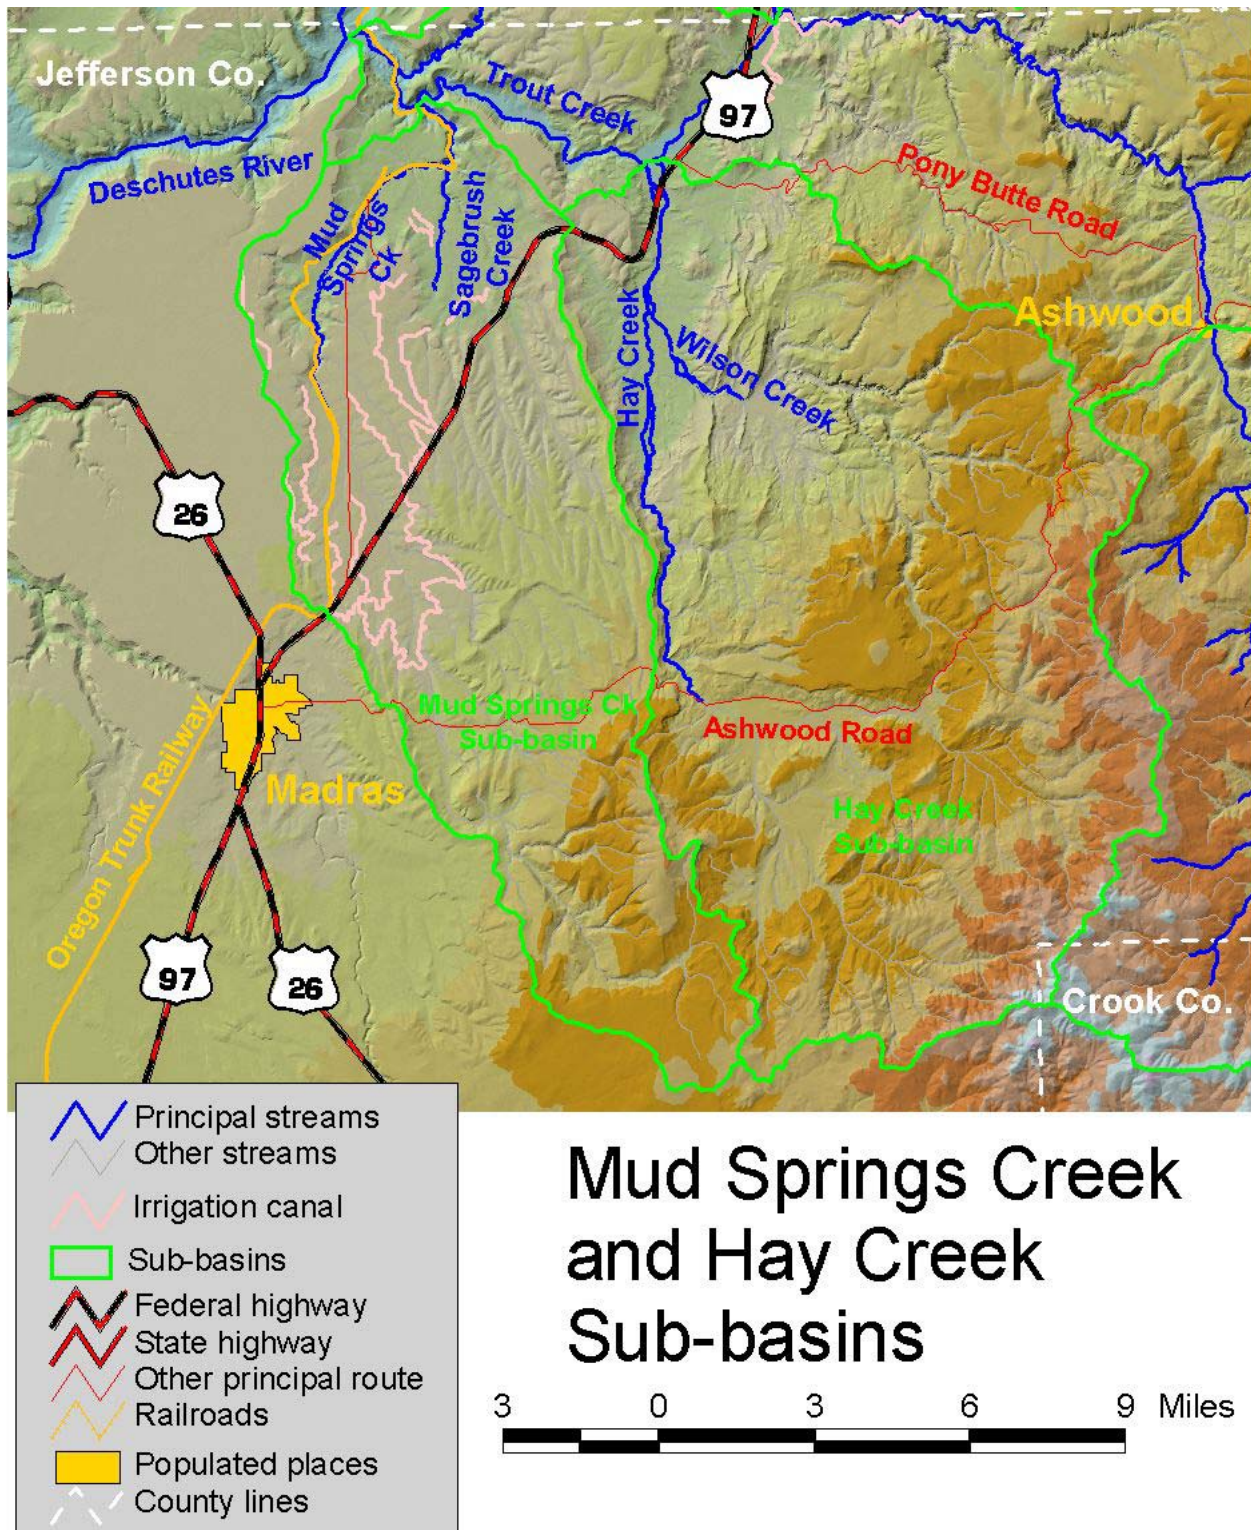 Jefferson Co.
Trout Creek
97
Deschutes River
Pony Butte Road
Mud
Springs
Ck
Sagebrush
Creek
Ashwood
Hay Creek
Wilson Creek
26
Mud Springs Ck
Sub-basin
Ashwood Road
Madras
Oregon Trunk Railway
Hay Creek
Sub-basin
97
26
Crook Co.
Principal streams
Other streams
Irrigation canal
Sub-basins
Federal highway
State highway
Other principal route
Railroads
Populated places
County lines
Mud Springs Creek
and Hay Creek
Sub-basins
3 0 3 6 9 Miles